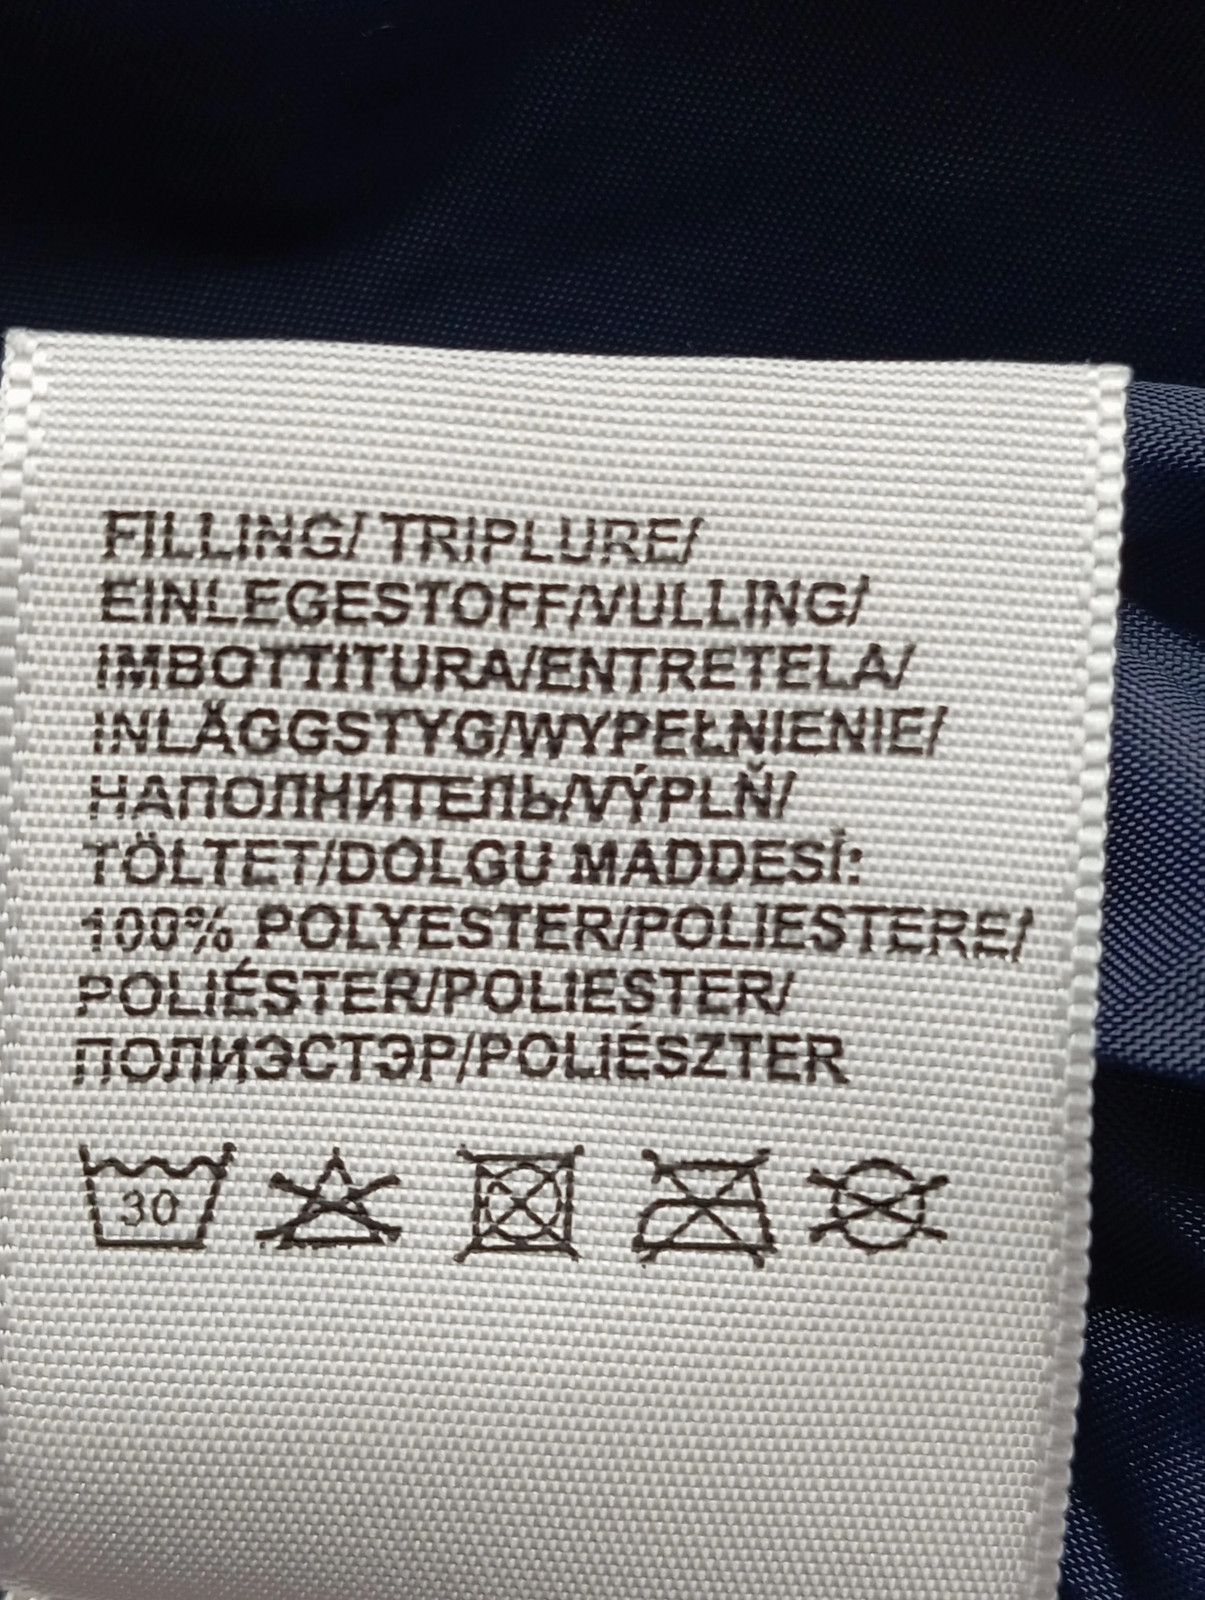 FILLING/ TRIPLURE/
EINLEGESTOFF/VULLING/
IMBOTTITURA/ENTRETELA/
INLÄGGSTYG/WYPEŁNIENIE/
НАПОЛНИТЕЛЬ/VÝPLŇ/
TÖLTET/DOLGU MADDESİ:
100% POLYESTER/POLIESTERE/
POLIÉSTER/POLIESTER/
ПОЛИЭСТЭР/POLIÉSZTER
30